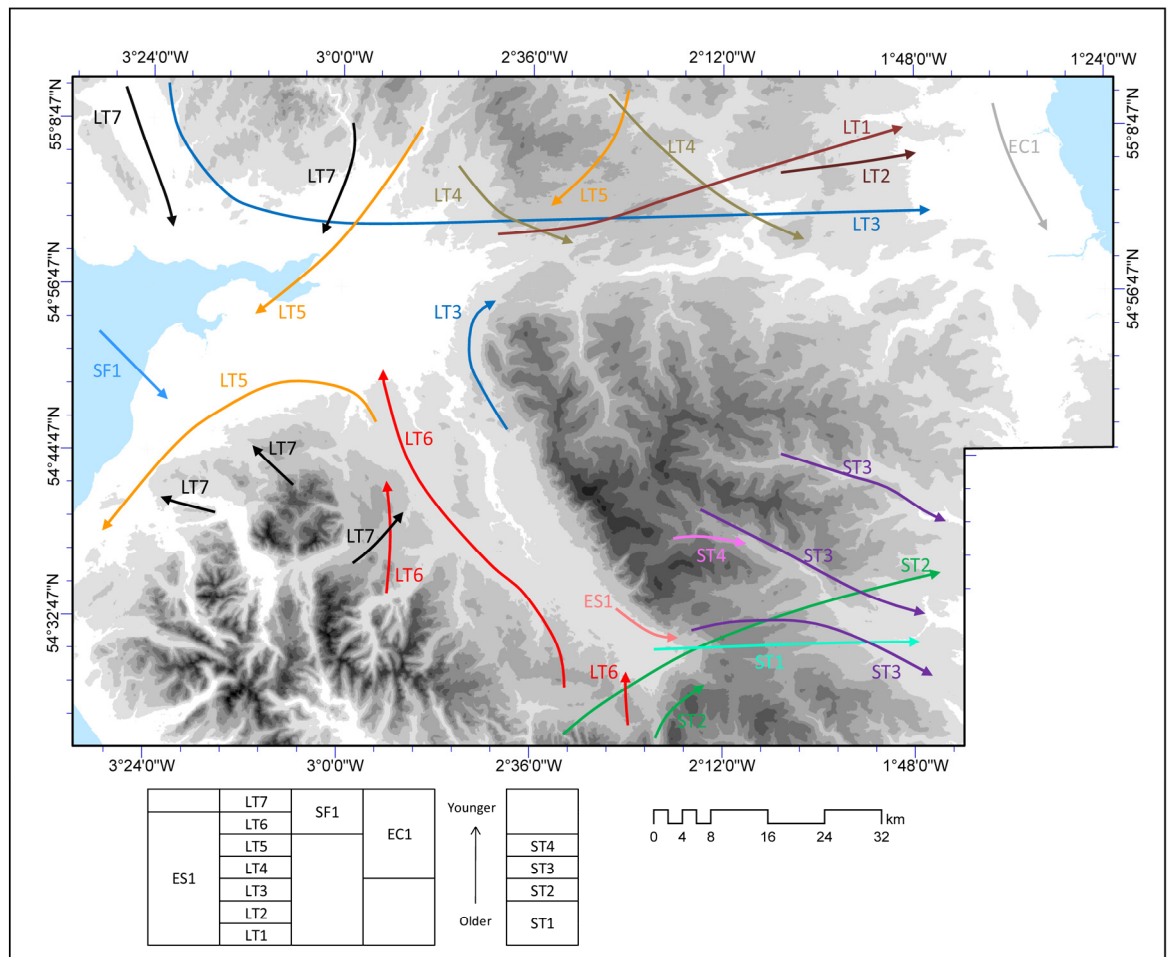 3°24'0"W 3°0'0"W 2°36'0"W 2°12'0"W 1°48'0"W 1°24'0"W
55°8'47"N
55°8'47"N
LT7
LT7
LT4
LT5
LT4
LT1
LT2
LT3
EC1
54°56'47"N
54°56'47"N
LT5
LT3
SF1
LT5
LT6
54°44'47"N
LT7
LT7
LT7
LT6
ST3
ST3
ST4
ST2
54°32'47"N
ES1
LT6
ST1
ST3
ST2
3°24'0"W 3°0'0"W 2°36'0"W 2°12'0"W 1°48'0"W
LT7
LT6
LT5
LT4
LT3
LT2
LT1
ES1
SF1
EC1
Younger
Older
ST4
ST3
ST2
ST1
km
0 4 8 16 24 32